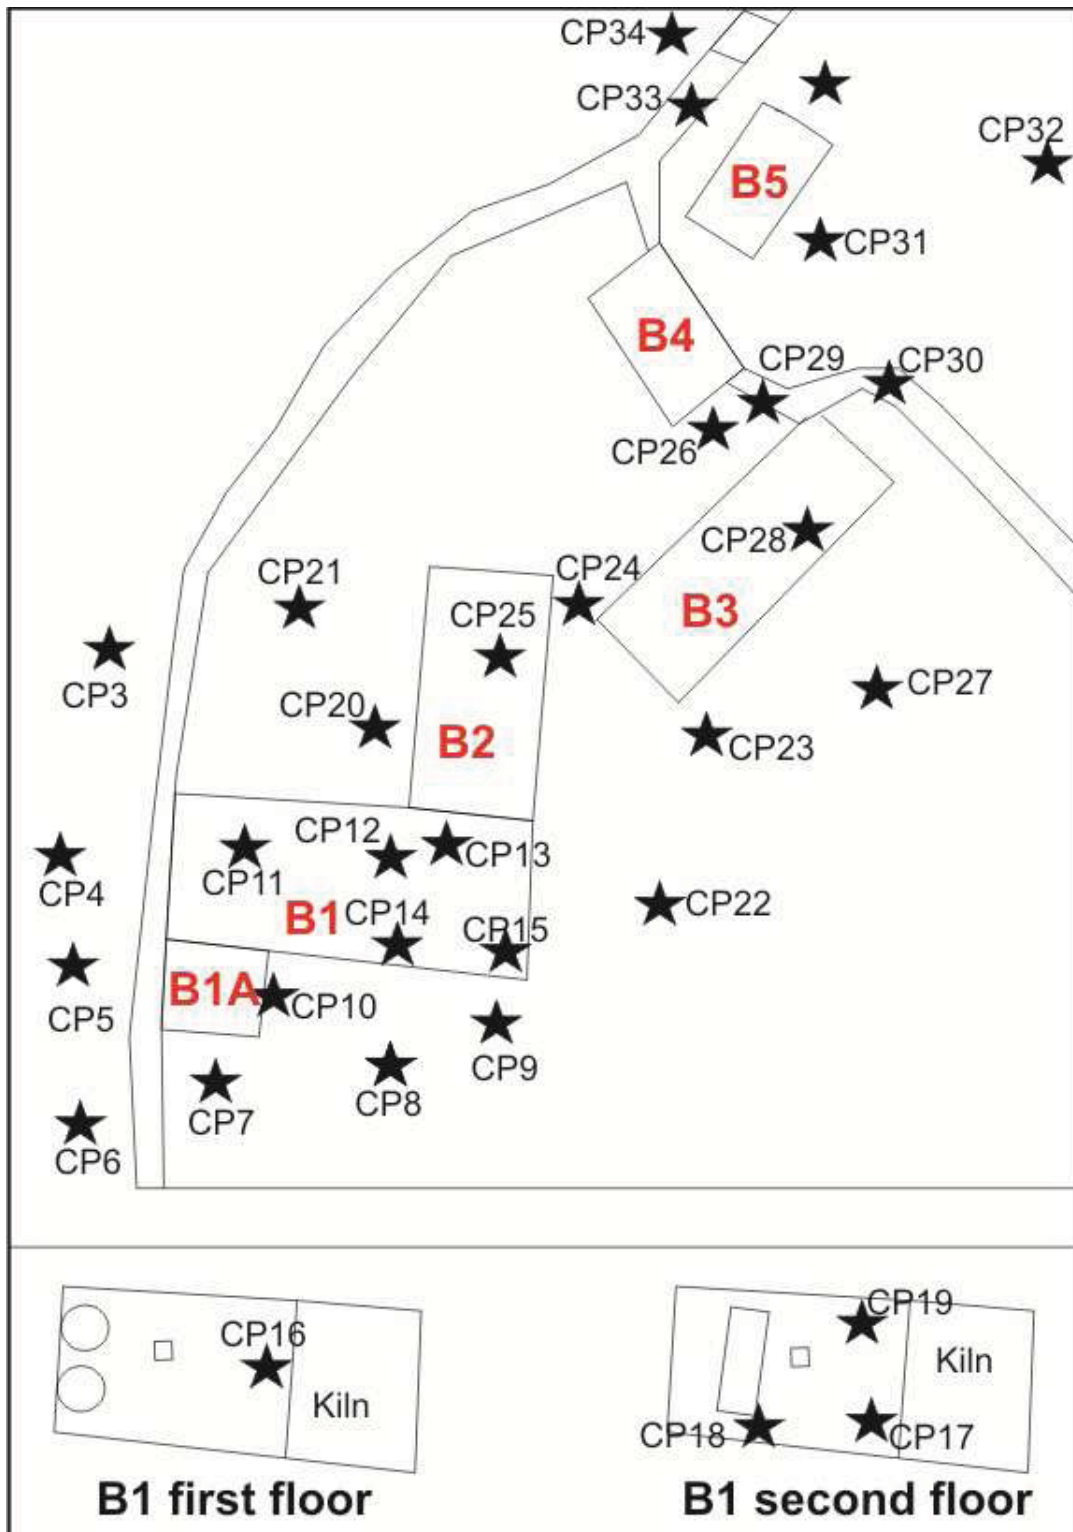 CP34
CP33
CP32
B5
CP31
B4
CP29
CP30
CP26
CP28
CP21
CP24
CP25
B3
CP3
CP27
CP20
B2
CP23
CP12
CP13
CP11
CP4
B1
CP14
CP22
CP15
B1A
CP10
CP5
CP9
CP8
CP7
CP6
CP19
CP16
Kiln
Kiln
CP18
CP17
B1 first floor
B1 second floor